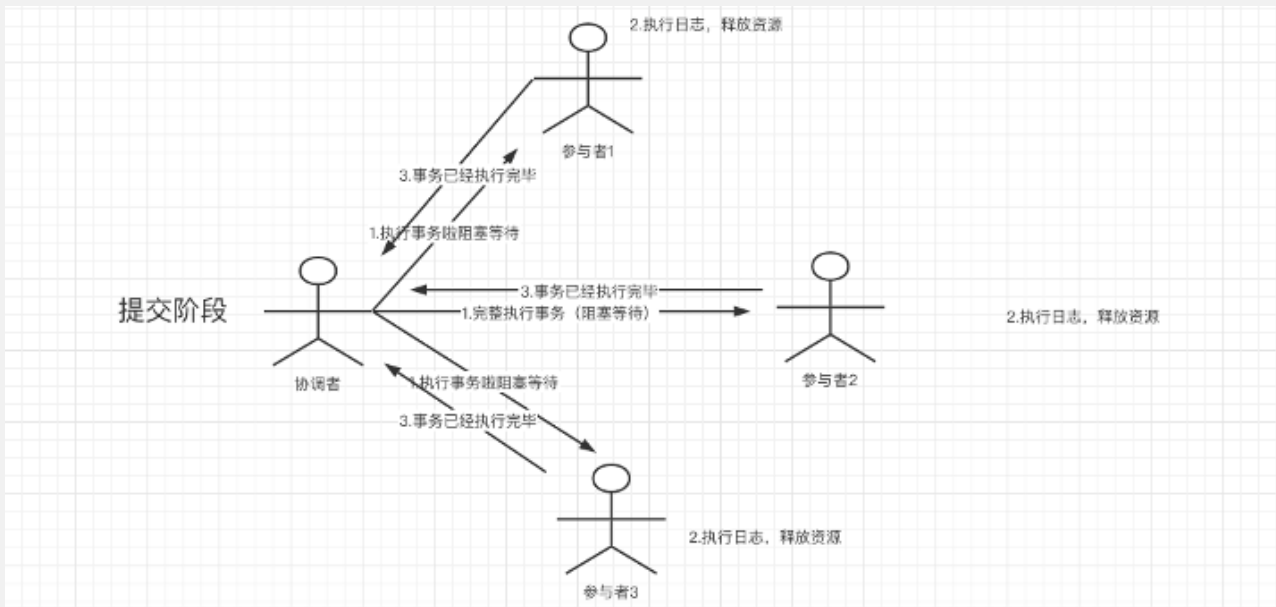 2.执行日志，释放资源
参与者1
3.事务已经执行完毕
1.执行事务啦阻塞等待
3.事务已经执行完毕
提交阶段
1.完整执行事务（阻塞等待）
2.执行日志，释放资源
协调者
参与者2
1.执行事务啦阻塞等待
3.事务已经执行完毕
2.执行日志，释放资源
参与者3